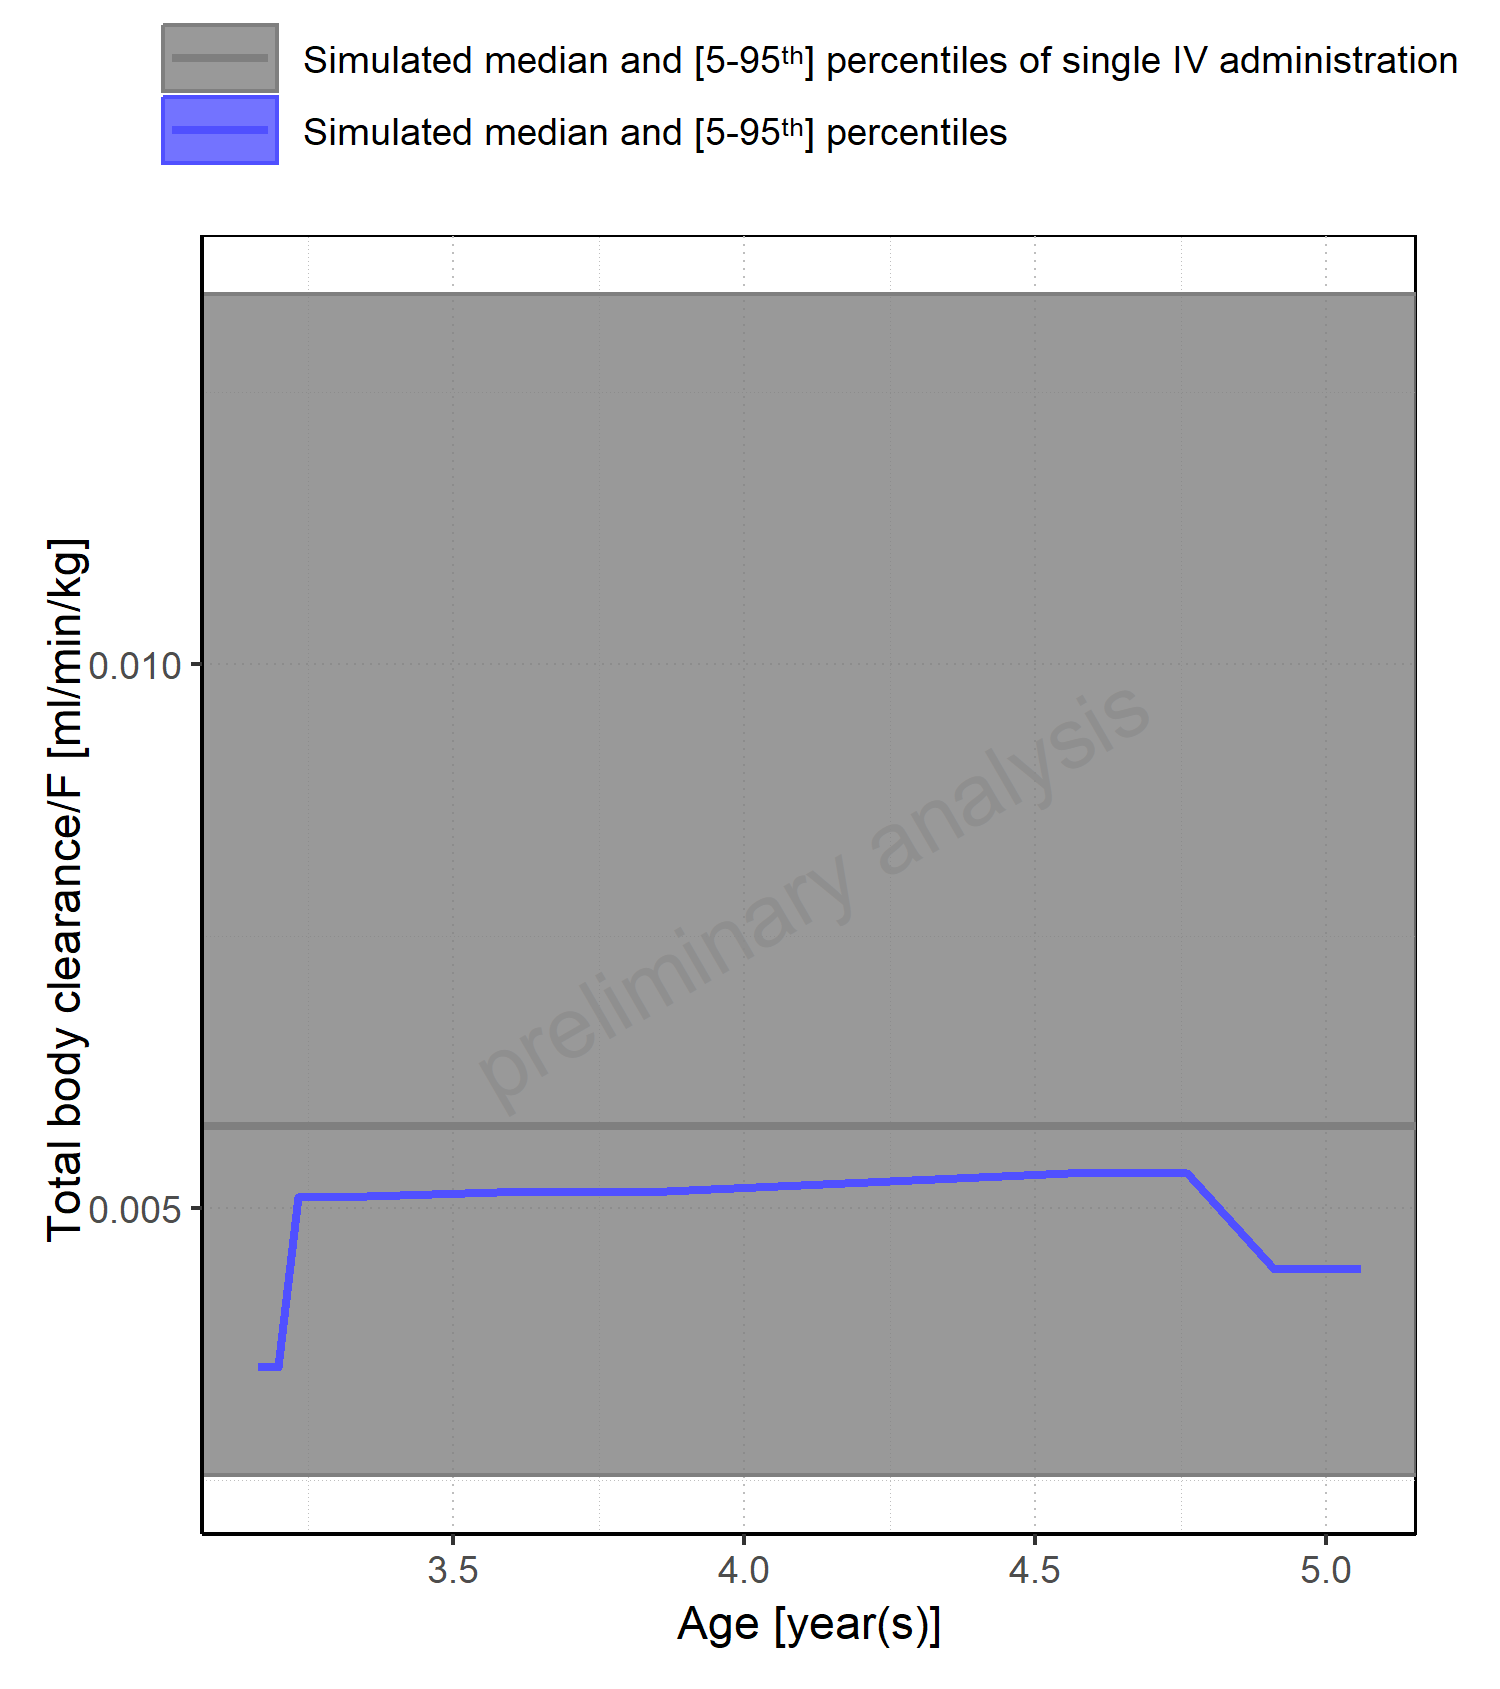 Simulated median and [5-95th] percentiles of single IV administration
Simulated median and [5-95th] percentiles
Total body clearance/F [ml/min/kg]
0.010
0.005
preliminary analysis
3.5 4.0 4.5 5.0
Age [year(s)]